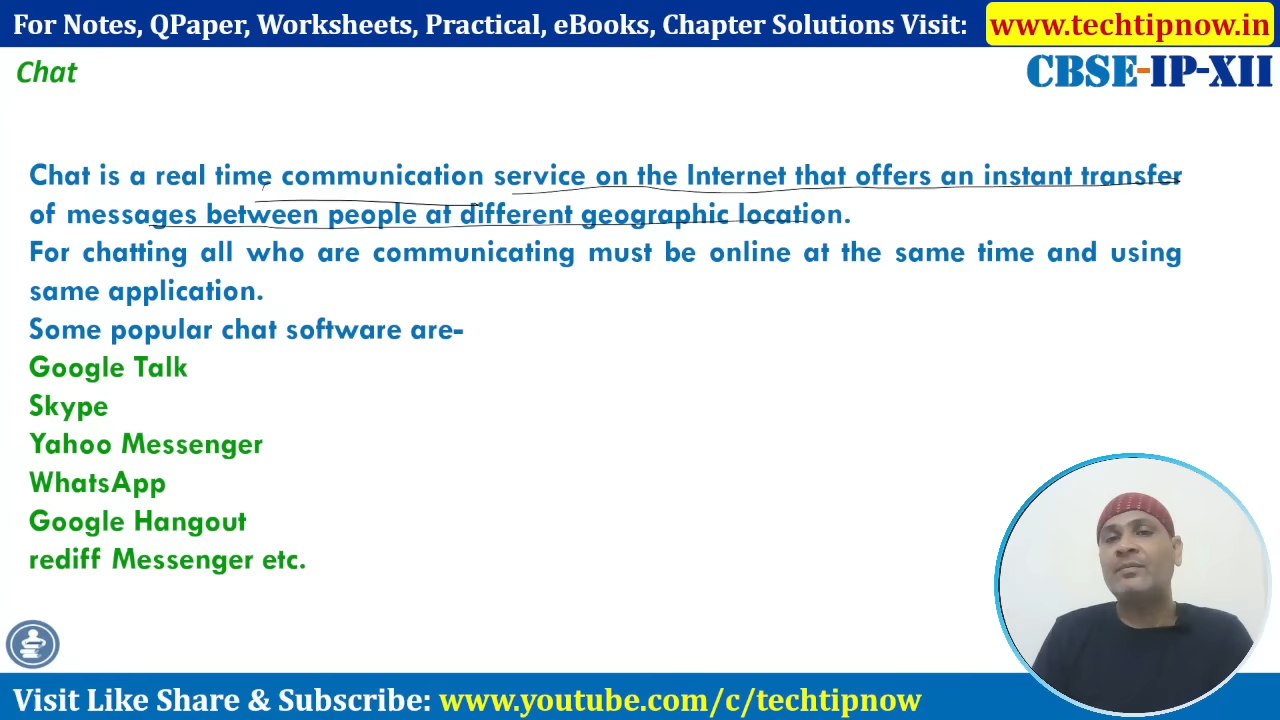 For Notes, QPaper, Worksheets, Practical, eBooks, Chapter Solutions Visit: www.techtipnow.in
Chat
CBSE-IP-XII
Chat is a real time communication service on the Internet that offers an instant transfer
of messages between people at different geographic location.
For chatting all who are communicating must be online at the same time and using
same application.
Some popular chat software are-
Google Talk
Skype
Yahoo Messenger
WhatsApp
Google Hangout
rediff Messenger etc.
Visit Like Share & Subscribe: www.youtube.com/c/techtipnow